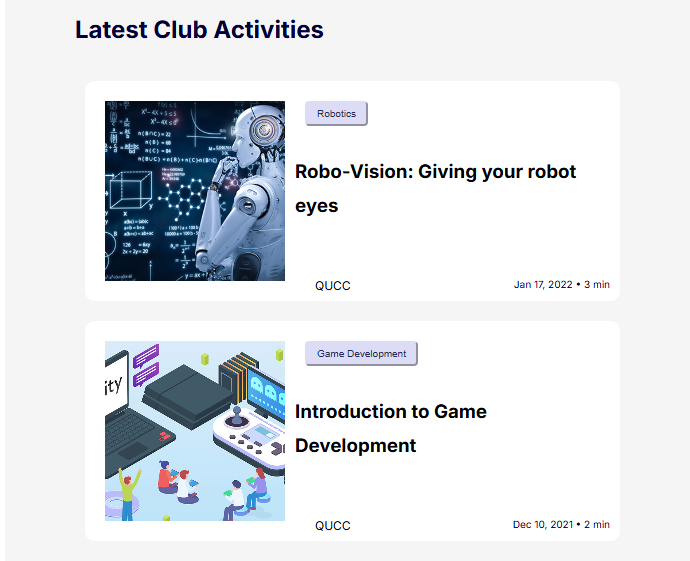 Latest Club Activities
Robotics
Robo-Vision: Giving your robot
eyes
QUCC
Jan 17, 2022 • 3 min
Game Development
Introduction to Game
Development
QUCC
Dec 10, 2021 • 2 min